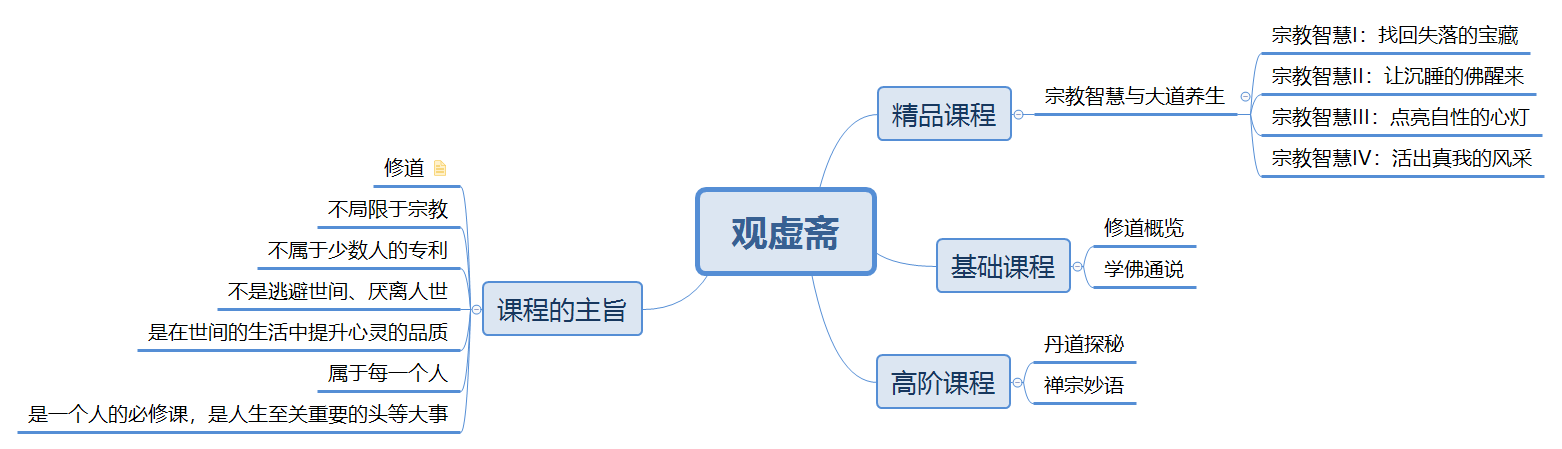 观虚斋
精品课程
宗教智慧与大道养生
宗教智慧I：找回失落的宝藏
宗教智慧II：让沉睡的佛醒来
宗教智慧III：点亮自性的心灯
宗教智慧IV：活出真我的风采
基础课程
修道概览
学佛通说
高阶课程
丹道探秘
禅宗妙语
课程的主旨
修道
不局限于宗教
不属于少数人的专利
不是逃避世间、厌离人世
是在世间的生活中提升心灵的品质
属于每一个人
是一个人的必修课，是人生至关重要的头等大事